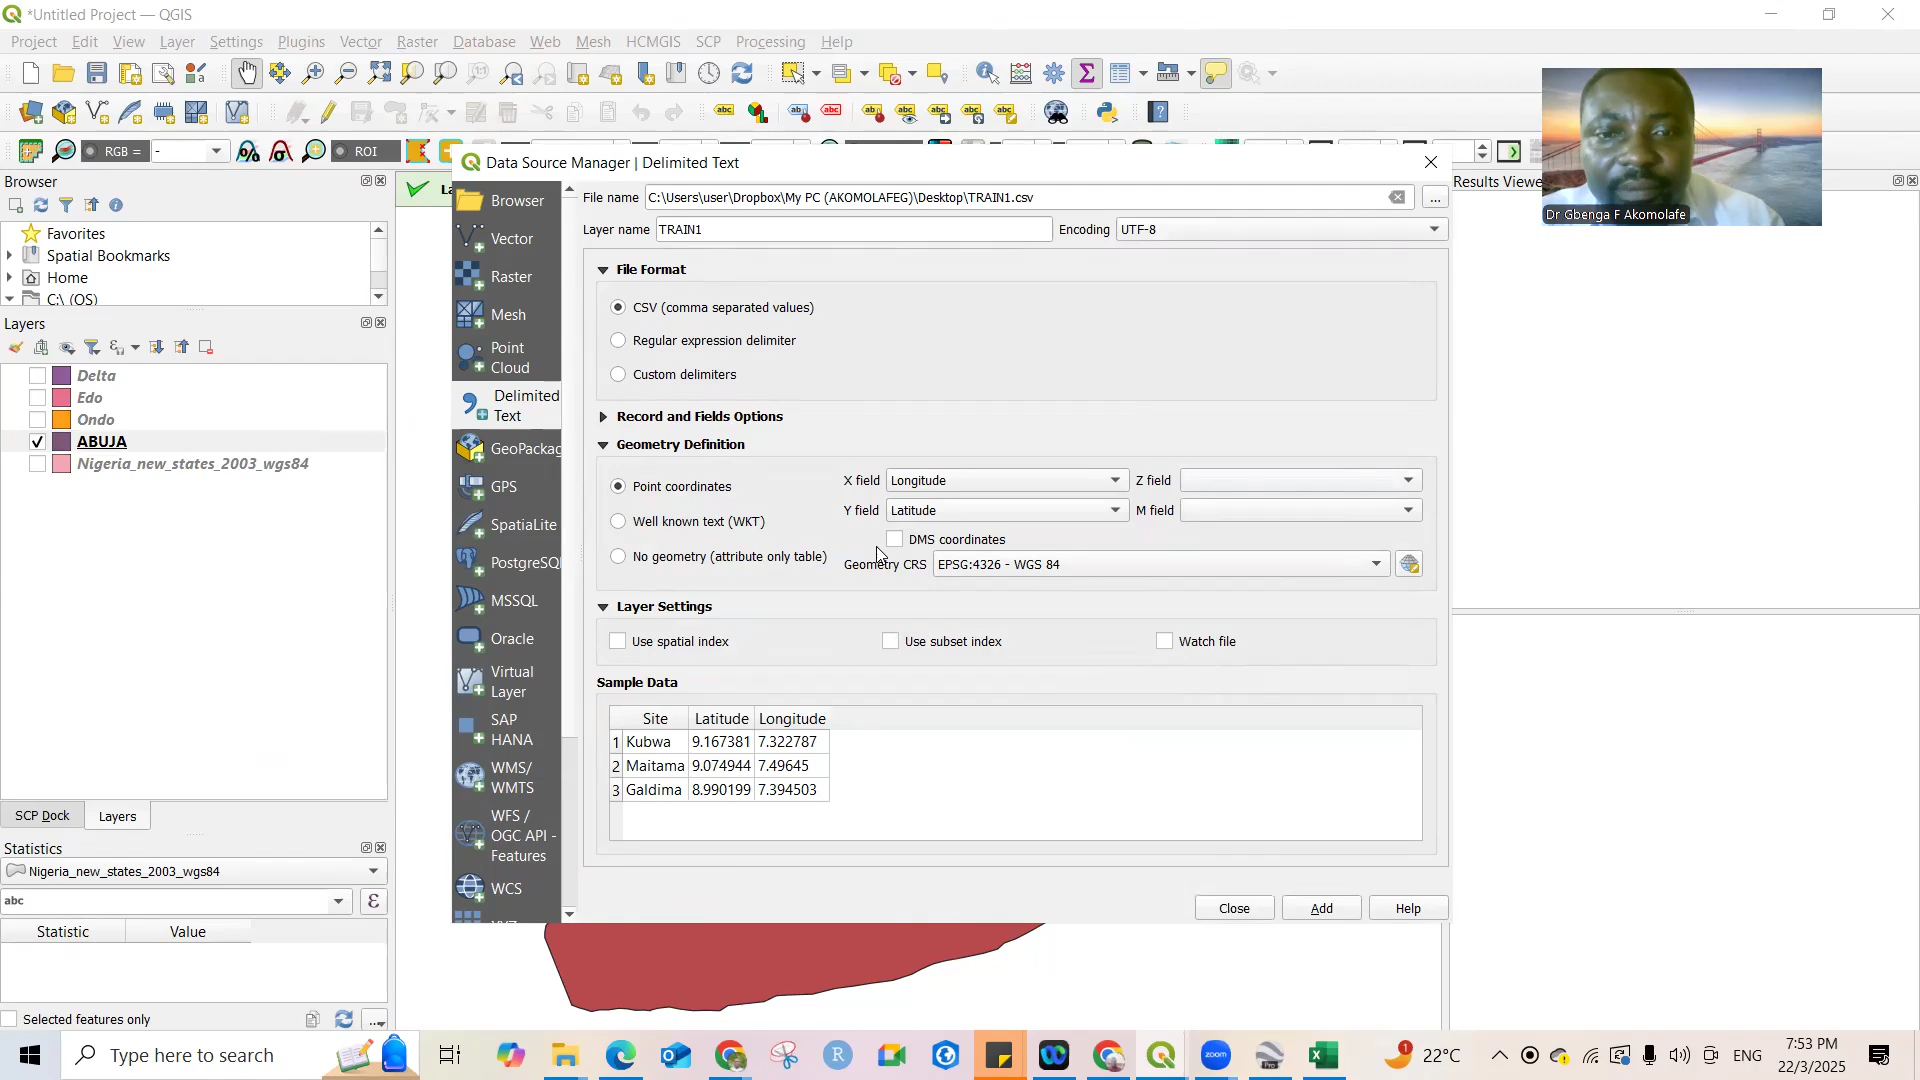 *Untitled Project — QGIS
Project Edit View Layer Settings Plugins Vector Raster Database Web Mesh HCMGIS SCP Processing Help
RGB = - ROI
Browser
Favorites
Spatial Bookmarks
Home
C:\ (OS)
Layers
Delta
Edo
Ondo
ABUJA
Nigeria_new_states_2003_wgs84
SCP Dock Layers
Statistics
Nigeria_new_states_2003_wgs84
abc
Statistic Value
Selected features only
Data Source Manager | Delimited Text
Browser
Vector
Raster
Mesh
Point
Cloud
Delimited
Text
GeoPackag
GPS
SpatiaLite
PostgreSQ
MSSQL
Oracle
Virtual
Layer
SAP
HANA
WMS/
WMTS
WFS /
OGC API -
Features
WCS
File name C:\Users\user\Dropbox\My PC (AKOMOLAFEG)\Desktop\TRAIN1.csv ...
Layer name TRAIN1 Encoding UTF-8
File Format
CSV (comma separated values)
Regular expression delimiter
Custom delimiters
Record and Fields Options
Geometry Definition
Point coordinates X field Longitude Z field
Y field Latitude M field
Well known text (WKT)
DMS coordinates
No geometry (attribute only table)
Geometry CRS EPSG:4326 - WGS 84
Layer Settings
Use spatial index Use subset index Watch file
Sample Data
Site Latitude Longitude
1 Kubwa 9.167381 7.322787
2 Maitama 9.074944 7.49645
3 Galdima 8.990199 7.394503
Close Add Help
Results Viewe
Dr Gbenga F Akomolafe
Type here to search
zoom
22°C
ENG
7:53 PM
22/3/2025